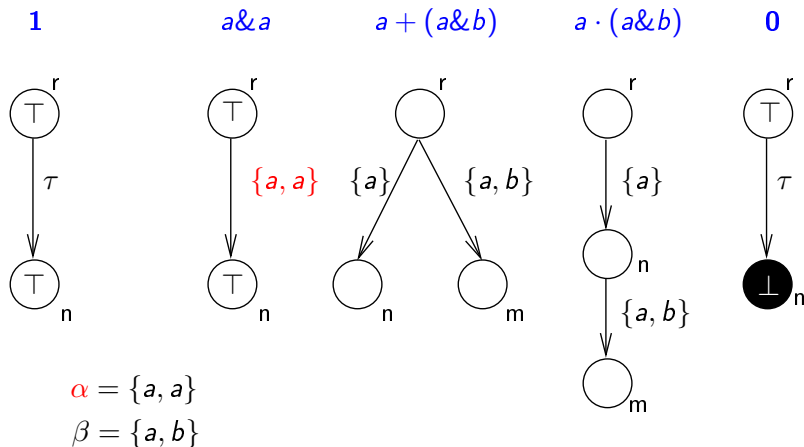 1 a&a a + (a&b) a · (a&b) 0
r r r r r
⊤ ⊤ ⊤
τ {a, a} {a} {a, b} {a} τ
n
⊤ ⊤ ⊥
n n n m {a, b} n
m
α = {a, a}
β = {a, b}